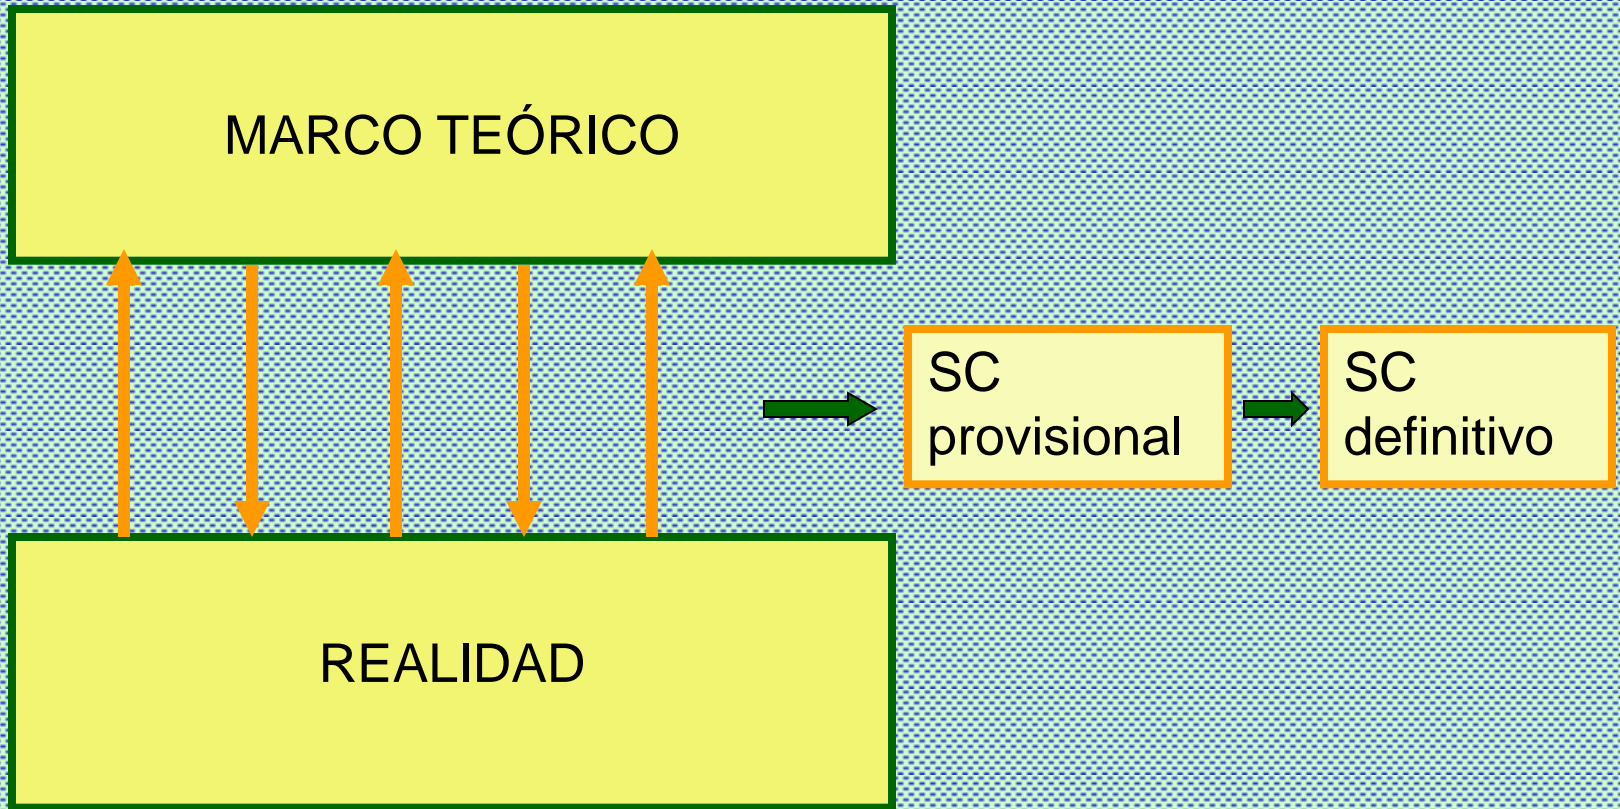 MARCO TEÓRICO
SC
provisional
SC
definitivo
REALIDAD